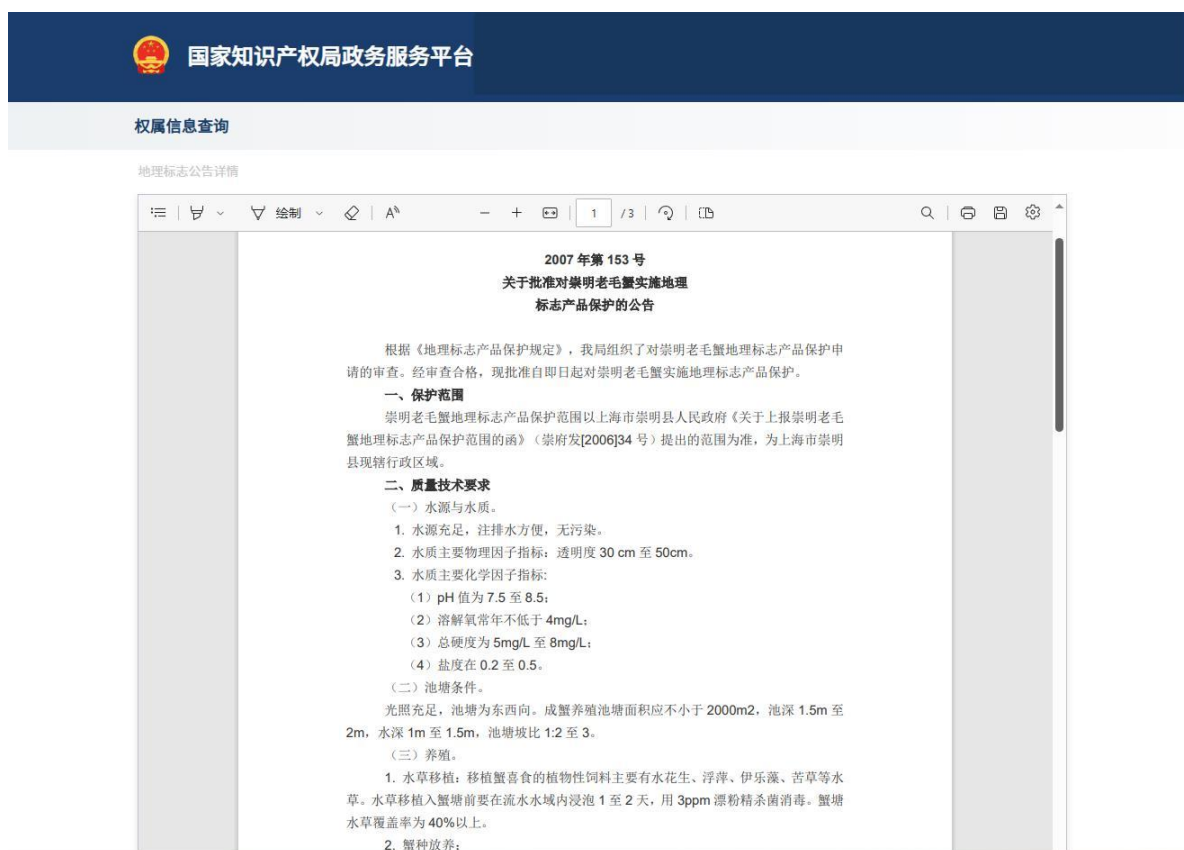 国家知识产权局政务服务平台
权属信息查询
地理标志公告详情
绘制
1 /3
2007 年第 153 号
关于批准对崇明老毛蟹实施地理
标志产品保护的公告
根据《地理标志产品保护规定》，我局组织了对崇明老毛蟹地理标志产品保护申
请的审查。经审查合格，现批准自即日起对崇明老毛蟹实施地理标志产品保护。
一、保护范围
崇明老毛蟹地理标志产品保护范围以上海市崇明县人民政府《关于上报崇明老毛
蟹地理标志产品保护范围的函》（崇府发[2006]34 号）提出的范围为准，为上海市崇明
县现辖行政区域。
二、质量技术要求
（一）水源与水质。
1. 水源充足，注排水方便，无污染。
2. 水质主要物理因子指标：透明度 30 cm 至 50cm。
3. 水质主要化学因子指标:
（1）pH 值为 7.5 至 8.5；
（2）溶解氧常年不低于 4mg/L；
（3）总硬度为 5mg/L 至 8mg/L；
（4）盐度在 0.2 至 0.5。
（二）池塘条件。
光照充足，池塘为东西向。成蟹养殖池塘面积应不小于 2000m2，池深 1.5m 至
2m，水深 1m 至 1.5m，池塘坡比 1:2 至 3。
（三）养殖。
1. 水草移植：移植蟹喜食的植物性饲料主要有水花生、浮萍、伊乐藻、苦草等水
草。水草移植入蟹塘前要在流水水域内浸泡 1 至 2 天，用 3ppm 漂粉精杀菌消毒。蟹塘
水草覆盖率为 40%以上。
2. 蟹种放养：